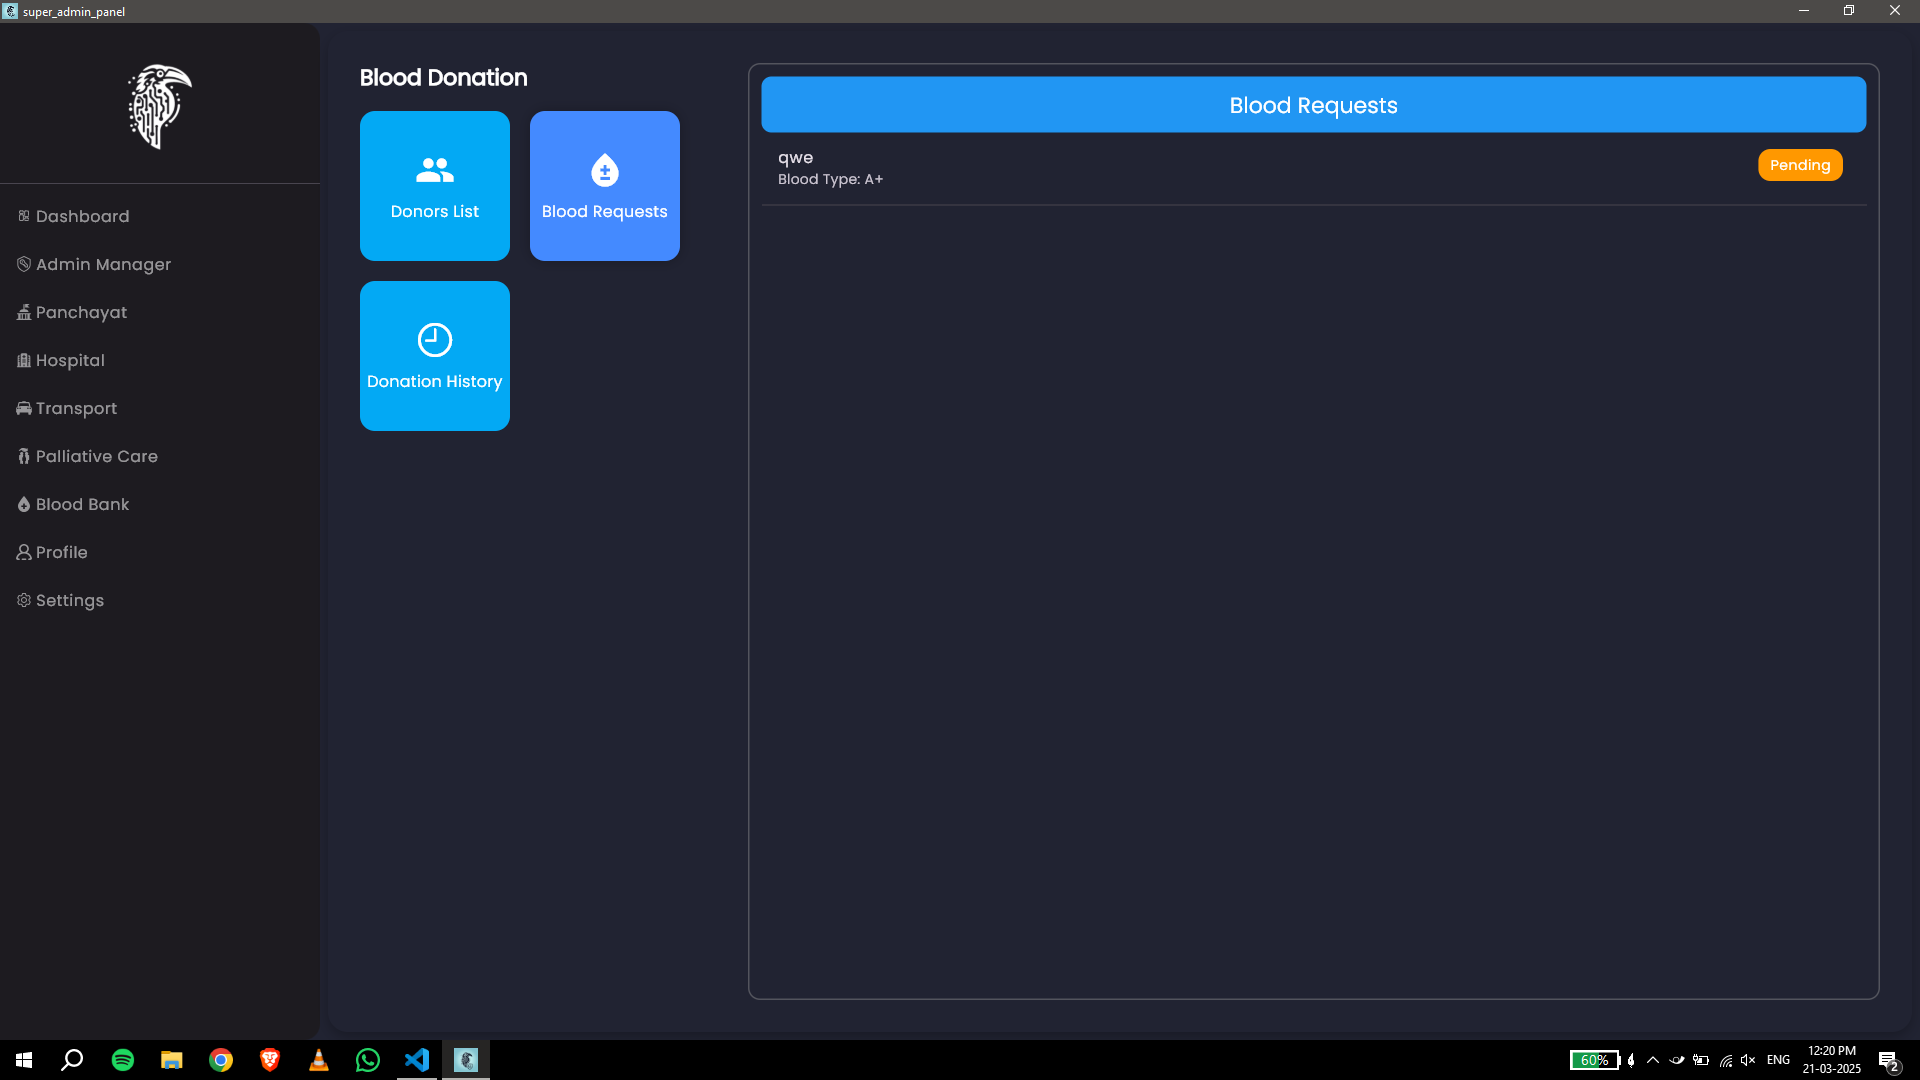 super_admin_panel
Dashboard
Admin Manager
Panchayat
Hospital
Transport
Palliative Care
Blood Bank
Profile
Settings
Blood Donation
Donors List
Blood Requests
Donation History
Blood Requests
qwe
Blood Type: A+
Pending
60%
ENG
12:20 PM
21-03-2025
2